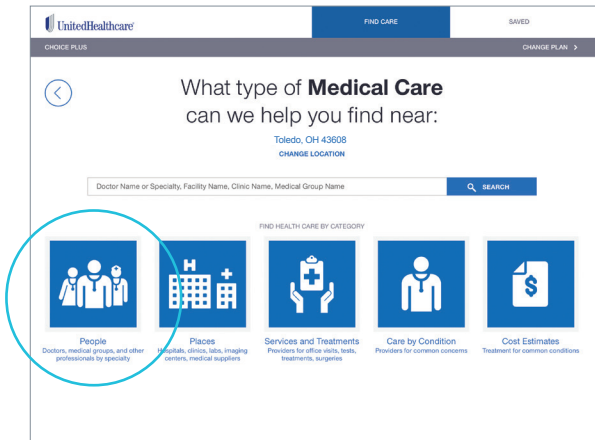 UnitedHealthcare®
FIND CARE
SAVED
CHOICE PLUS
CHANGE PLAN >
What type of Medical Care
can we help you find near:
Toledo, OH 43608
CHANGE LOCATION
Doctor Name or Specialty, Facility Name, Clinic Name, Medical Group Name
SEARCH
FIND HEALTH CARE BY CATEGORY
H
$
People
Doctors, medical groups, and other
professionals by specialty
Places
Hospitals, clinics, labs, imaging
centers, medical suppliers
Services and Treatments
Providers for office visits, tests,
treatments, surgeries
Care by Condition
Providers for common concerns
Cost Estimates
Treatment for common conditions